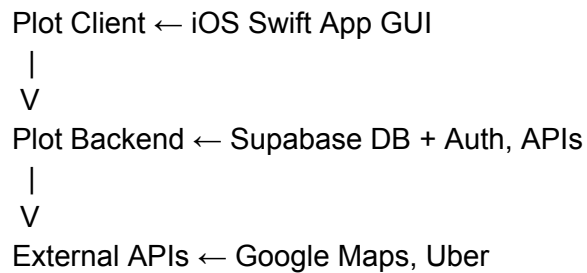 Plot Client ← iOS Swift App GUI
|
V
Plot Backend ← Supabase DB + Auth, APIs
|
V
External APIs ← Google Maps, Uber